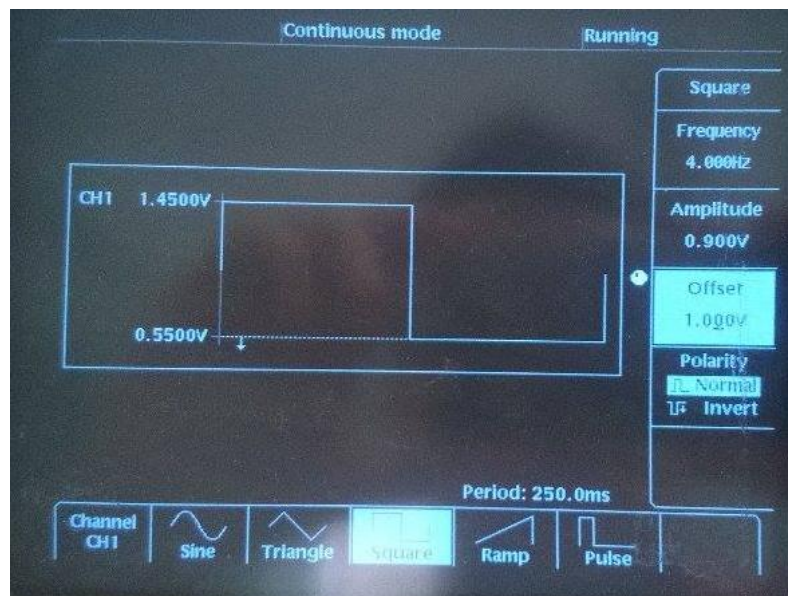 Continuous mode
Running
Square
Frequency
4.000Hz
CH1 1.4500V
Amplitude
0.900V
Offset
1.000V
0.5500V
Polarity
Normal
Invert
Period: 250.0ms
Channel
CH1
Sine
Triangle
Square
Ramp
Pulse